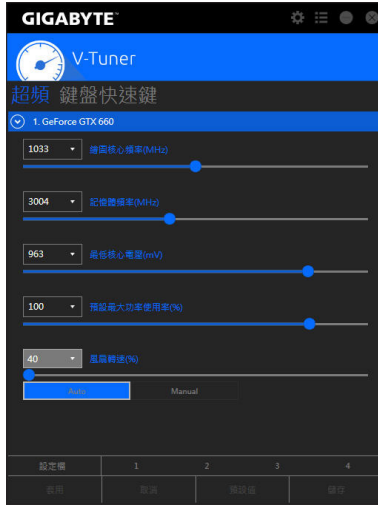 GIGABYTE™
V-Tuner
超頻 鍵盤快速鍵
1. GeForce GTX 660
1033 繪圖核心頻率(MHz)
3004 記憶體頻率(MHz)
963 最低核心電壓(mV)
100 預設最大功率使用率(%)
40 風扇轉速(%)
Auto Manual
設定檔 1 2 3 4
套用 取消 預設值 儲存